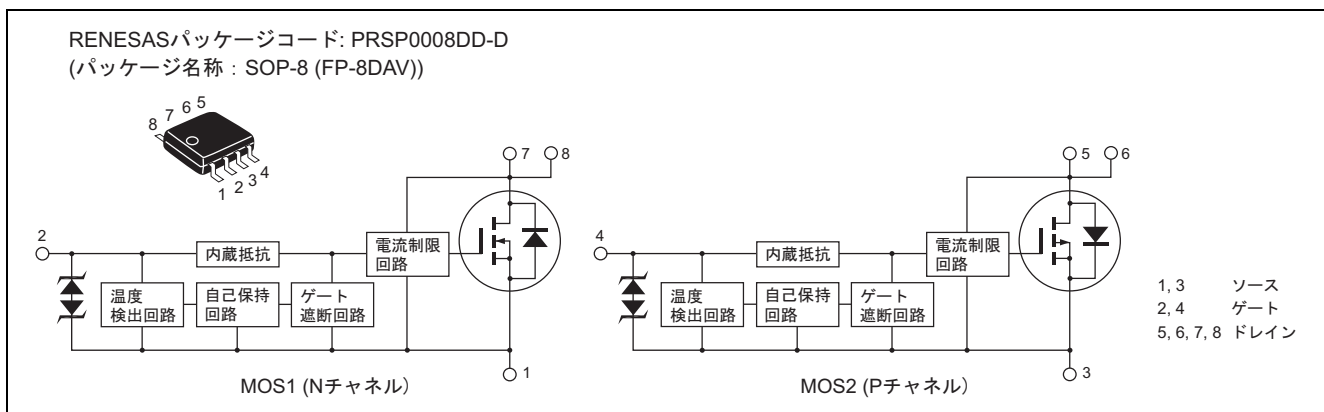 RENESASパッケージコード: PRSP0008DD-D
(パッケージ名称：SOP-8 (FP-8DAV))
8
7
6
5
1
2
3
4
7
8
2
内蔵抵抗
電流制限
回路
温度
検出回路
自己保持
回路
ゲート
遮断回路
1
MOS1 (Nチャネル)
5
6
4
内蔵抵抗
電流制限
回路
温度
検出回路
自己保持
回路
ゲート
遮断回路
3
MOS2 (Pチャネル)
1, 3 ソース
2, 4 ゲート
5, 6, 7, 8 ドレイン